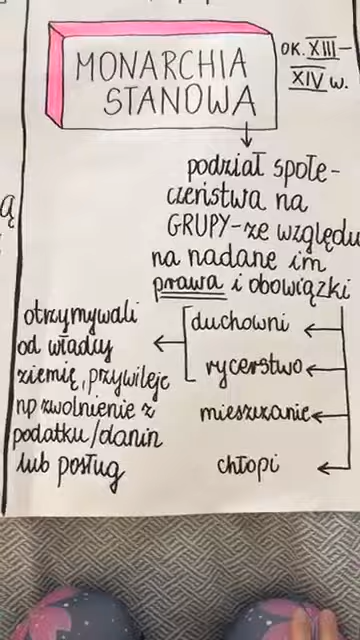 MONARCHIA
STANOWA
OK. XIII-
XIV w.
podział społe-
czeństwa na
GRUPY-ze względu
na nadane im
prawa i obowiązki
duchowni
rycerstwo
mieszczanie
chłopi
otrzymywali
od władcy
ziemię, przywileje
np zwolnienie z
podatku/danin
lub posług
ą